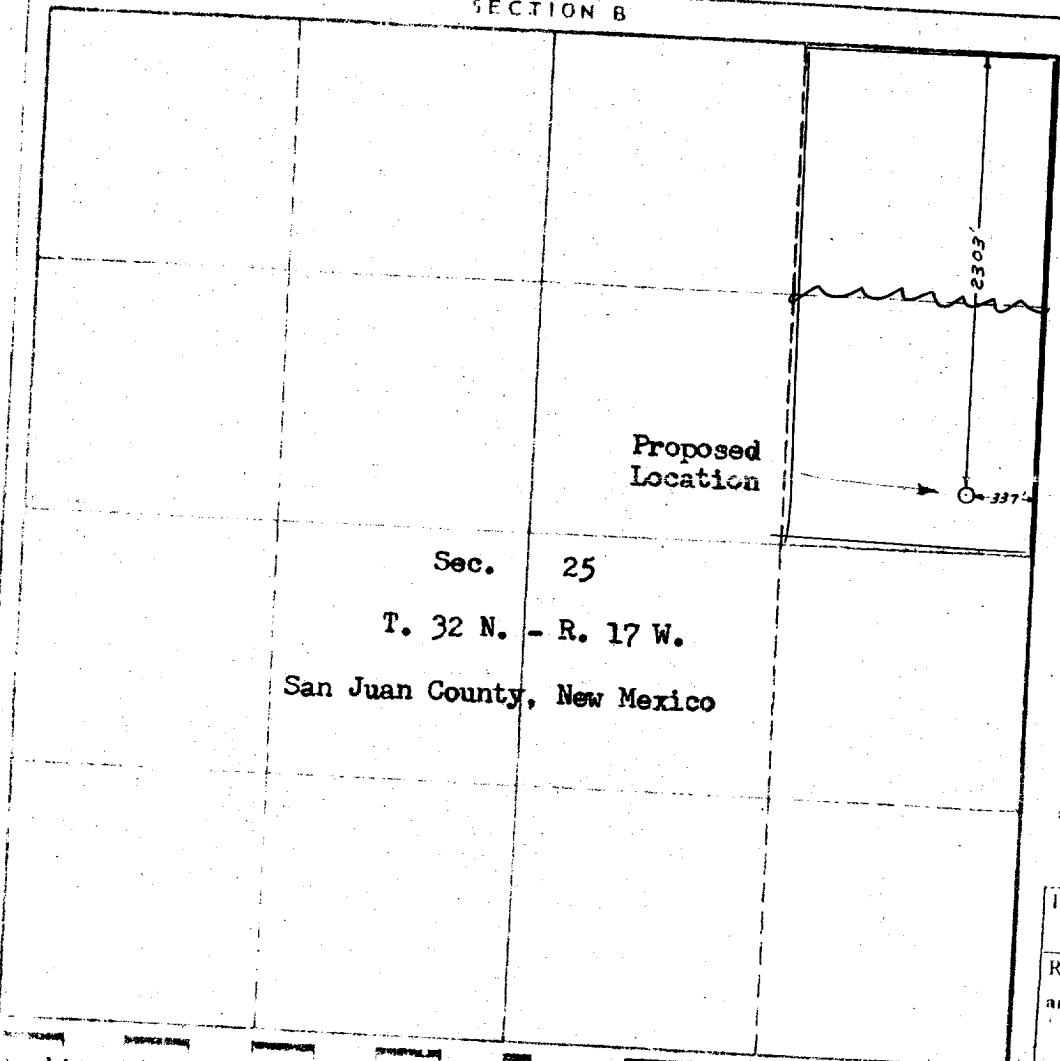 SECTION B
2303'
Proposed
Location
337'
Sec. 25
T. 32 N. - R. 17 W.
San Juan County, New Mexico